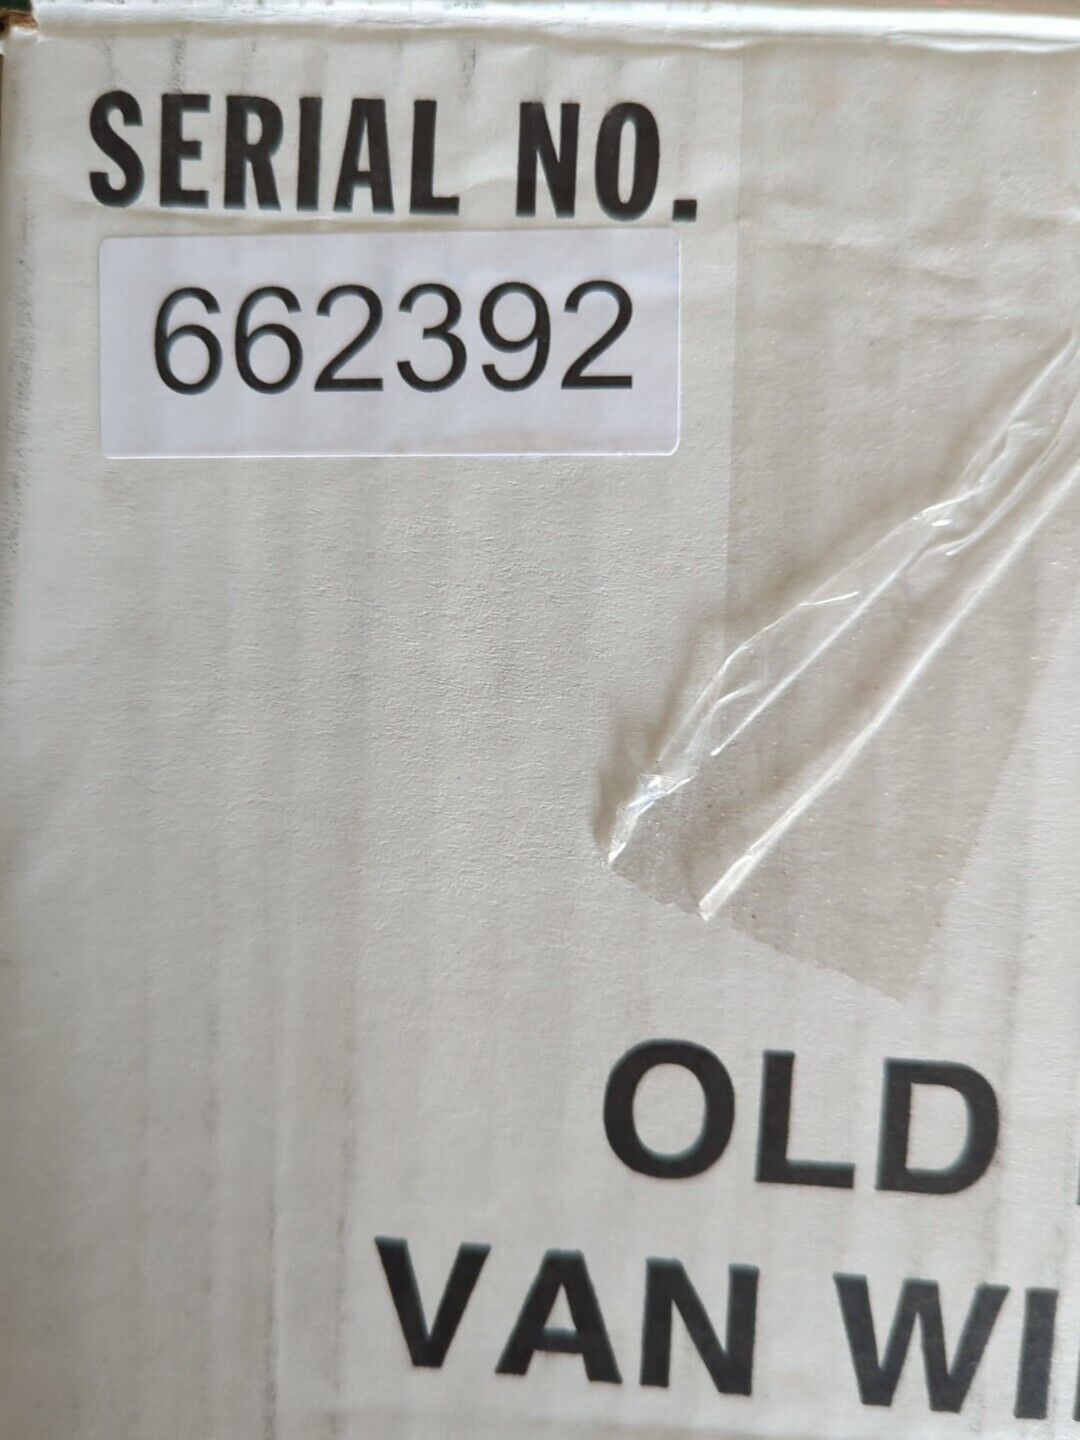 SERIAL NO.
662392
OLD
VAN WI